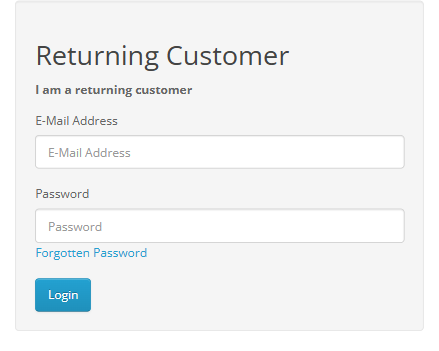 Returning Customer
I am a returning customer
E-Mail Address
E-Mail Address
Password
Password
Forgotten Password
Login